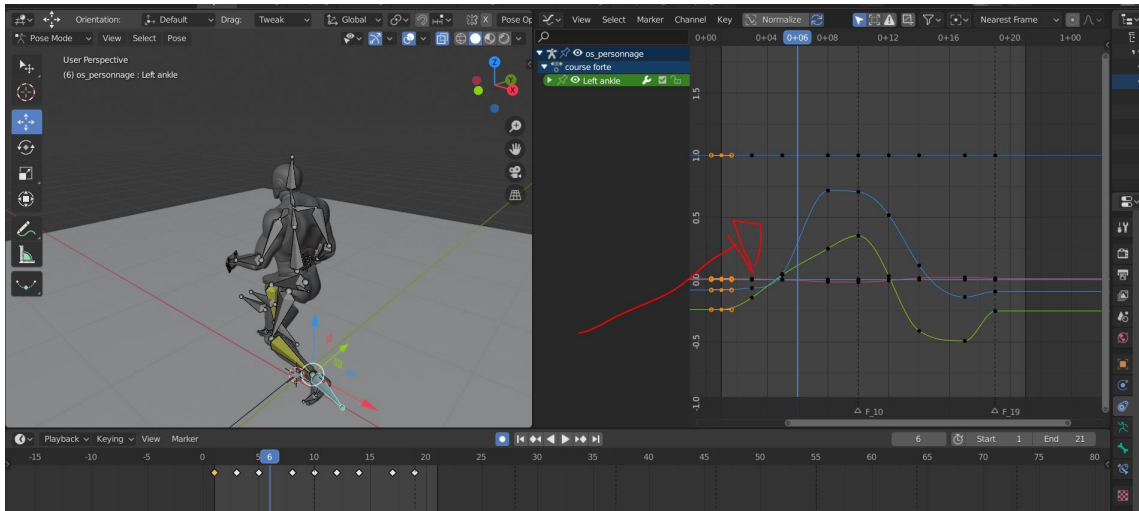 Orientation: Default Drag: Tweak Global Pose Op
Pose Mode View Select Pose
User Perspective
(6) os_personnage : Left ankle
Z
Y
X
View Select Marker Channel Key Normalize Nearest Frame
0+00 0+04 0+06 0+08 0+12 0+16 0+20 1+00
os_personnage
course forte
Left ankle
1.5
1.0
0.5
0.0
-0.5
-1.0
F_10 F_19
Playback Keying View Marker 6 Start 1 End 21
-15 -10 -5 0 5 6 10 15 20 25 30 35 40 45 50 55 60 65 70 75 80